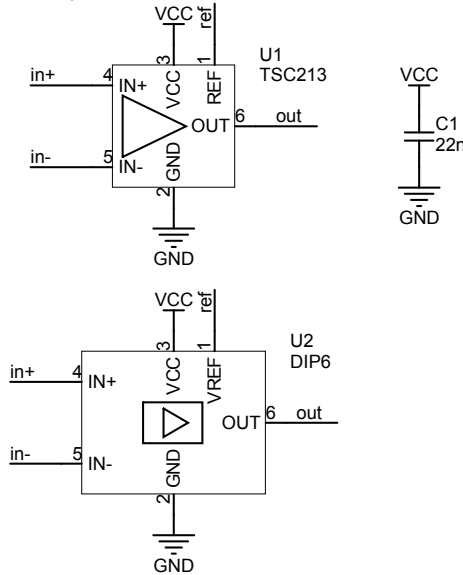 VCC
ref
3
1
U1
TSC213
in+
4
IN+
VCC
REF
OUT
6
out
in-
5
IN-
GND
2
GND
VCC
C1
22n
GND
VCC
ref
3
1
U2
DIP6
in+
4
IN+
VCC
VREF
OUT
6
out
in-
5
IN-
GND
2
GND